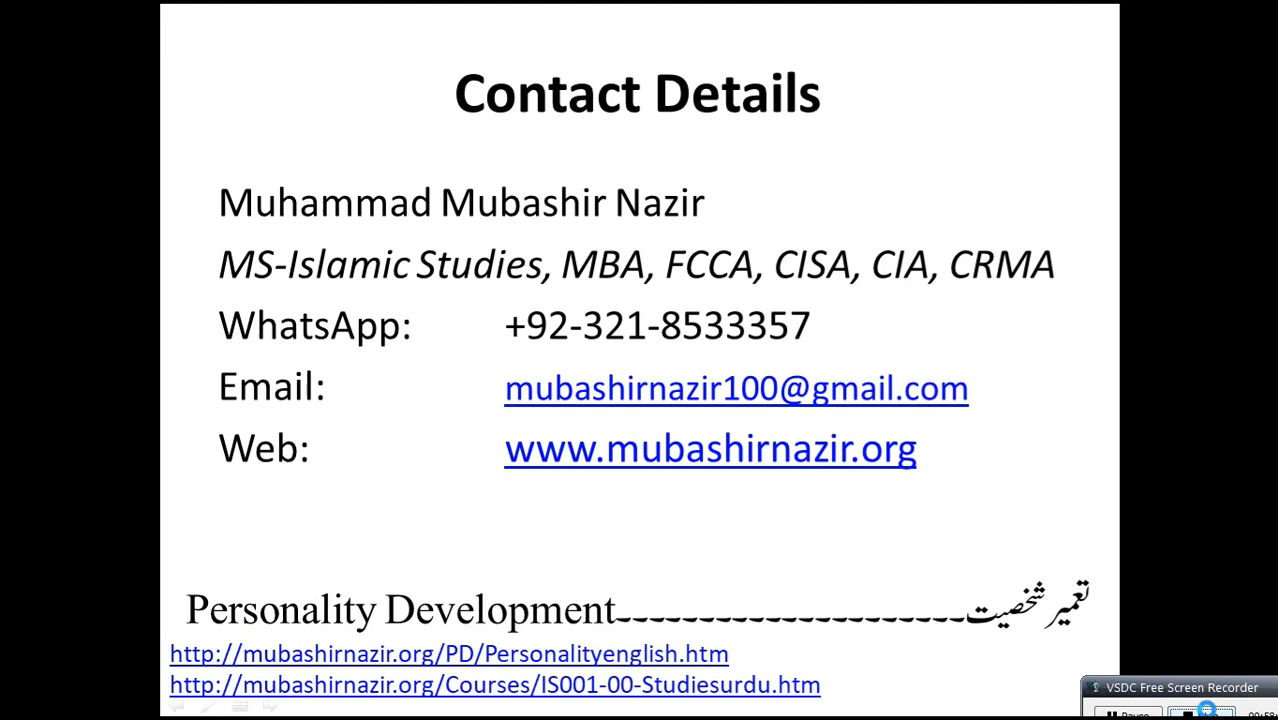 Contact Details
Muhammad Mubashir Nazir
MS-Islamic Studies, MBA, FCCA, CISA, CIA, CRMA
WhatsApp: +92-321-8533357
Email: mubashirnazir100@gmail.com
Web: www.mubashirnazir.org
Personality Development---------------------تعمیر شخصیت
http://mubashirnazir.org/PD/Personalityenglish.htm
http://mubashirnazir.org/Courses/IS001-00-Studiesurdu.htm
VSDC Free Screen Recorder
Pause